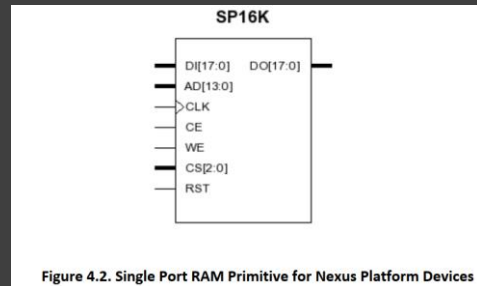 SP16K
DI[17:0] DO[17:0]
AD[13:0]
CLK
CE
WE
CS[2:0]
RST
Figure 4.2. Single Port RAM Primitive for Nexus Platform Devices